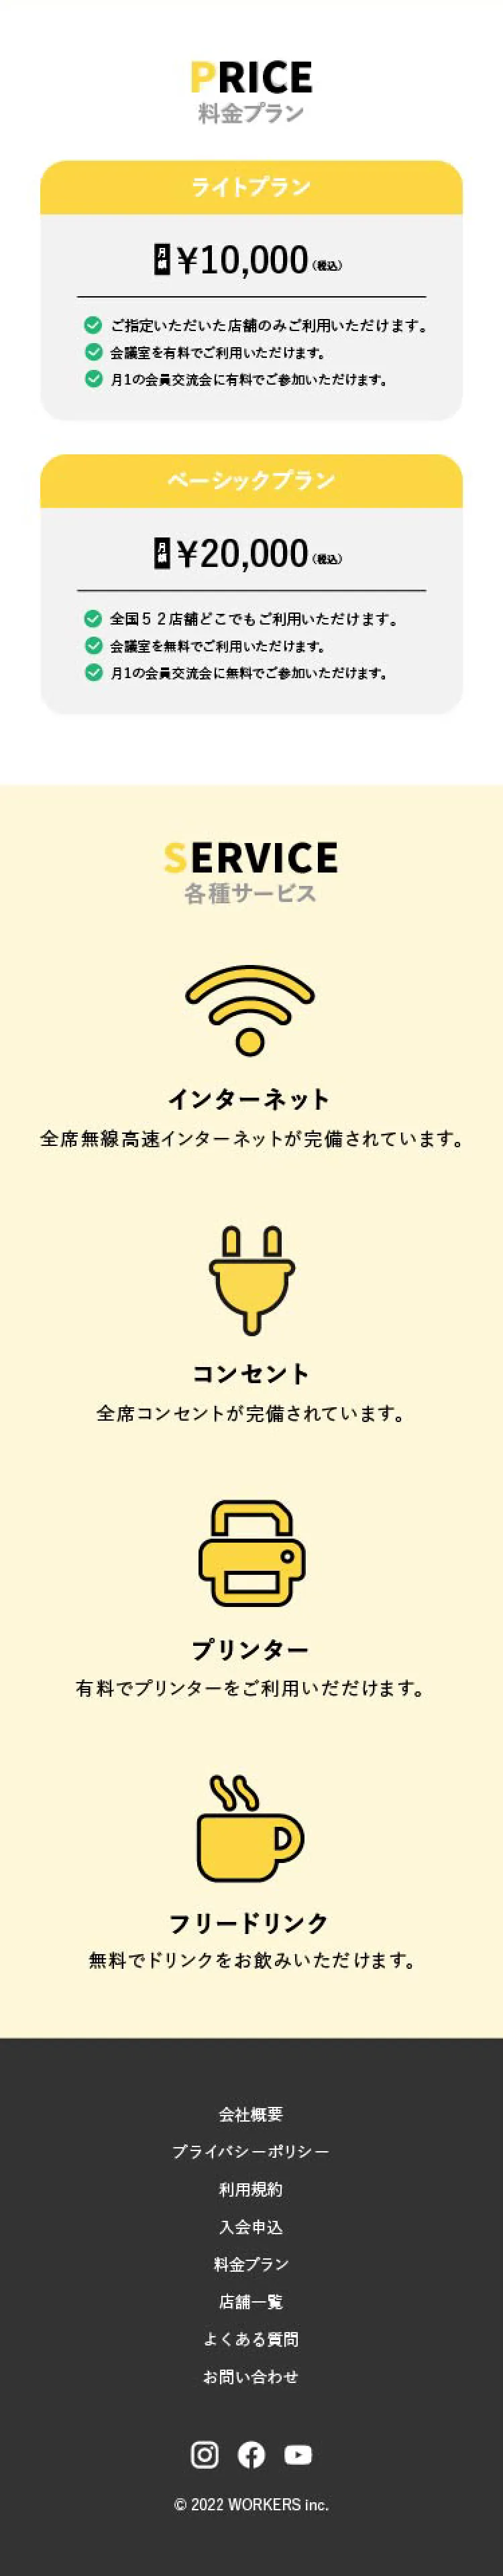 PRICE
料金プラン
ライトプラン
月額¥10,000(税込)
ご指定いただいた店舗のみご利用いただけます。
会議室を有料でご利用いただけます。
月1の会員交流会に有料でご参加いただけます。
ベーシックプラン
月額¥20,000(税込)
全国５２店舗どこでもご利用いただけます。
会議室を無料でご利用いただけます。
月1の会員交流会に無料でご参加いただけます。
SERVICE
各種サービス
インターネット
全席無線高速インターネットが完備されています。
コンセント
全席コンセントが完備されています。
プリンター
有料でプリンターをご利用いだだけます。
フリードリンク
無料でドリンクをお飲みいただけます。
会社概要
プライバシーポリシー
利用規約
入会申込
料金プラン
店舗一覧
よくある質問
お問い合わせ
© 2022 WORKERS inc.